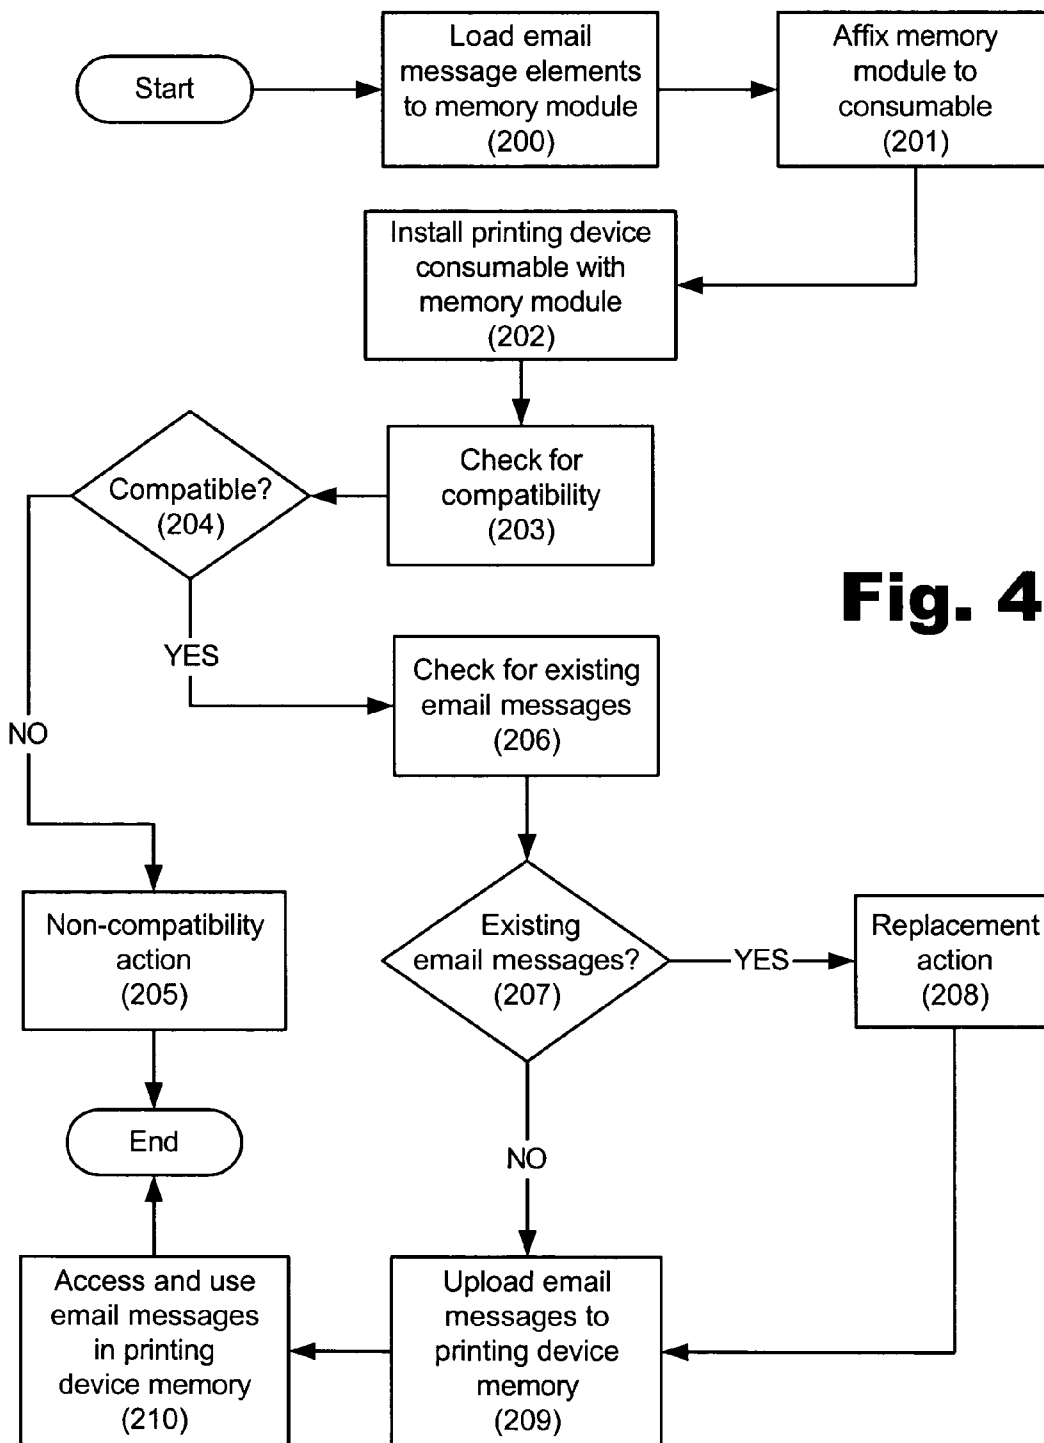 Start
Load email
message elements
to memory module
(200)
Affix memory
module to
consumable
(201)
Install printing device
consumable with
memory module
(202)
Check for
compatibility
(203)
Compatible?
(204)
Fig. 4
YES
Check for existing
email messages
(206)
NO
Non-compatibility
action
(205)
Existing
email messages?
(207)
YES
Replacement
action
(208)
End
NO
Access and use
email messages
in printing
device memory
(210)
Upload email
messages to
printing device
memory
(209)